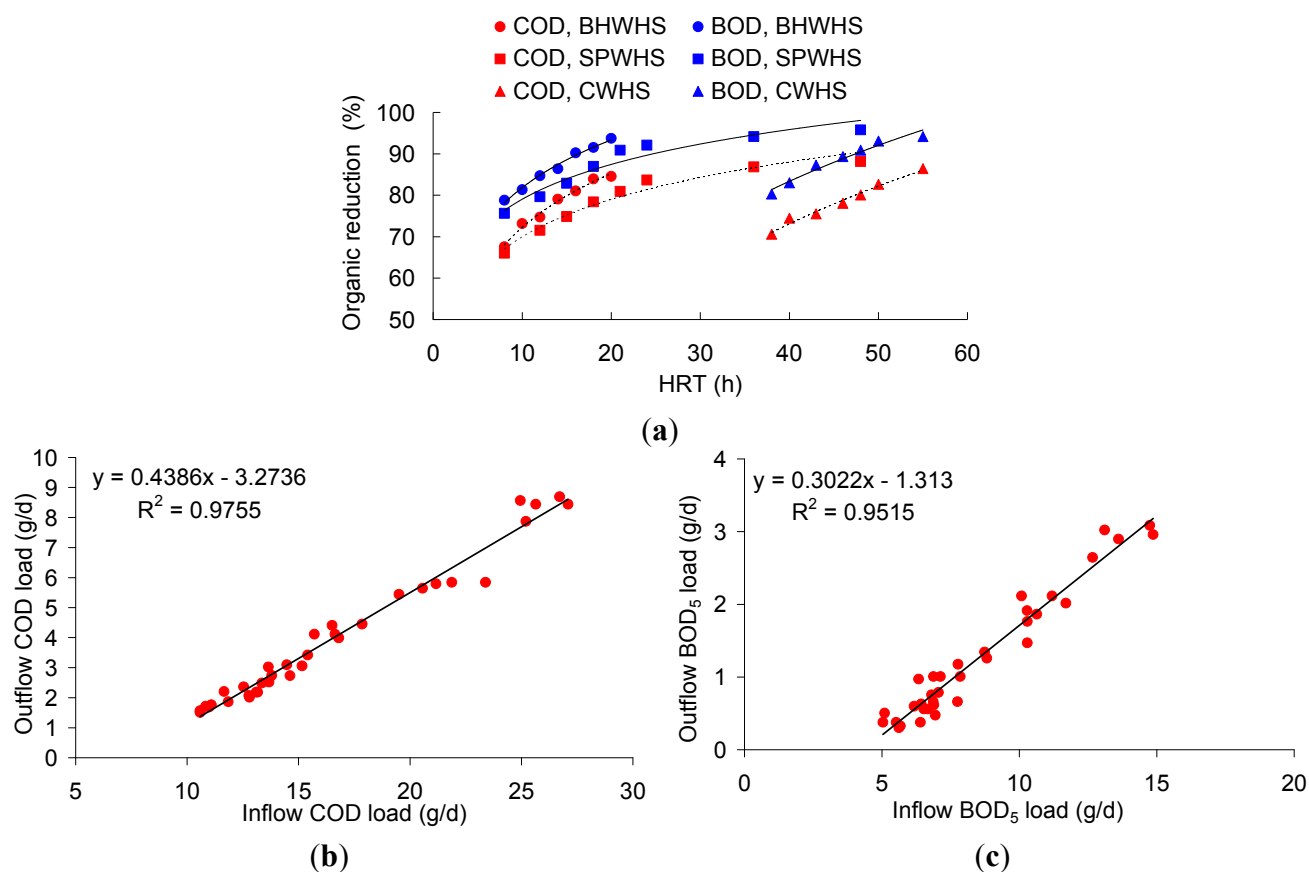 COD, BHWHS BOD, BHWHS
COD, SPWHS BOD, SPWHS
COD, CWHS BOD, CWHS
Organic reduction (%)
100
90
80
70
60
50
0 10 20 30 40 50 60
HRT (h)
(a)
Outflow COD load (g/d)
10
9
8
7
6
5
4
3
2
1
0
y = 0.4386x - 3.2736
R² = 0.9755
5 10 15 20 25 30
Inflow COD load (g/d)
(b)
Outflow BOD₅ load (g/d)
4
3
2
1
0
y = 0.3022x - 1.313
R² = 0.9515
0 5 10 15 20
Inflow BOD₅ load (g/d)
(c)